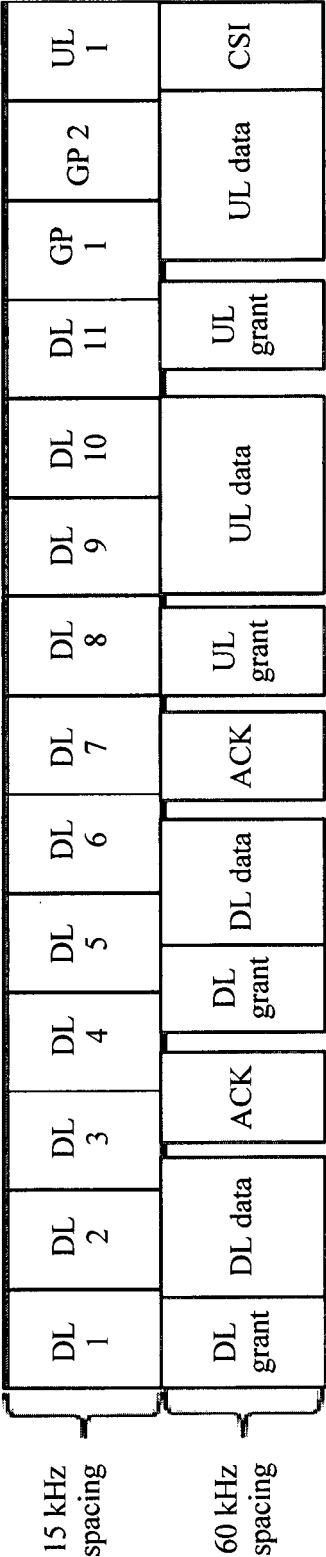 15 kHz
spacing
DL
1
DL
2
DL
3
DL
4
DL
5
DL
6
DL
7
DL
8
DL
9
DL
10
DL
11
GP
1
GP 2
UL
1
60 kHz
spacing
DL
grant
DL data
ACK
DL
grant
DL data
ACK
UL
grant
UL data
UL
grant
UL data
CSI